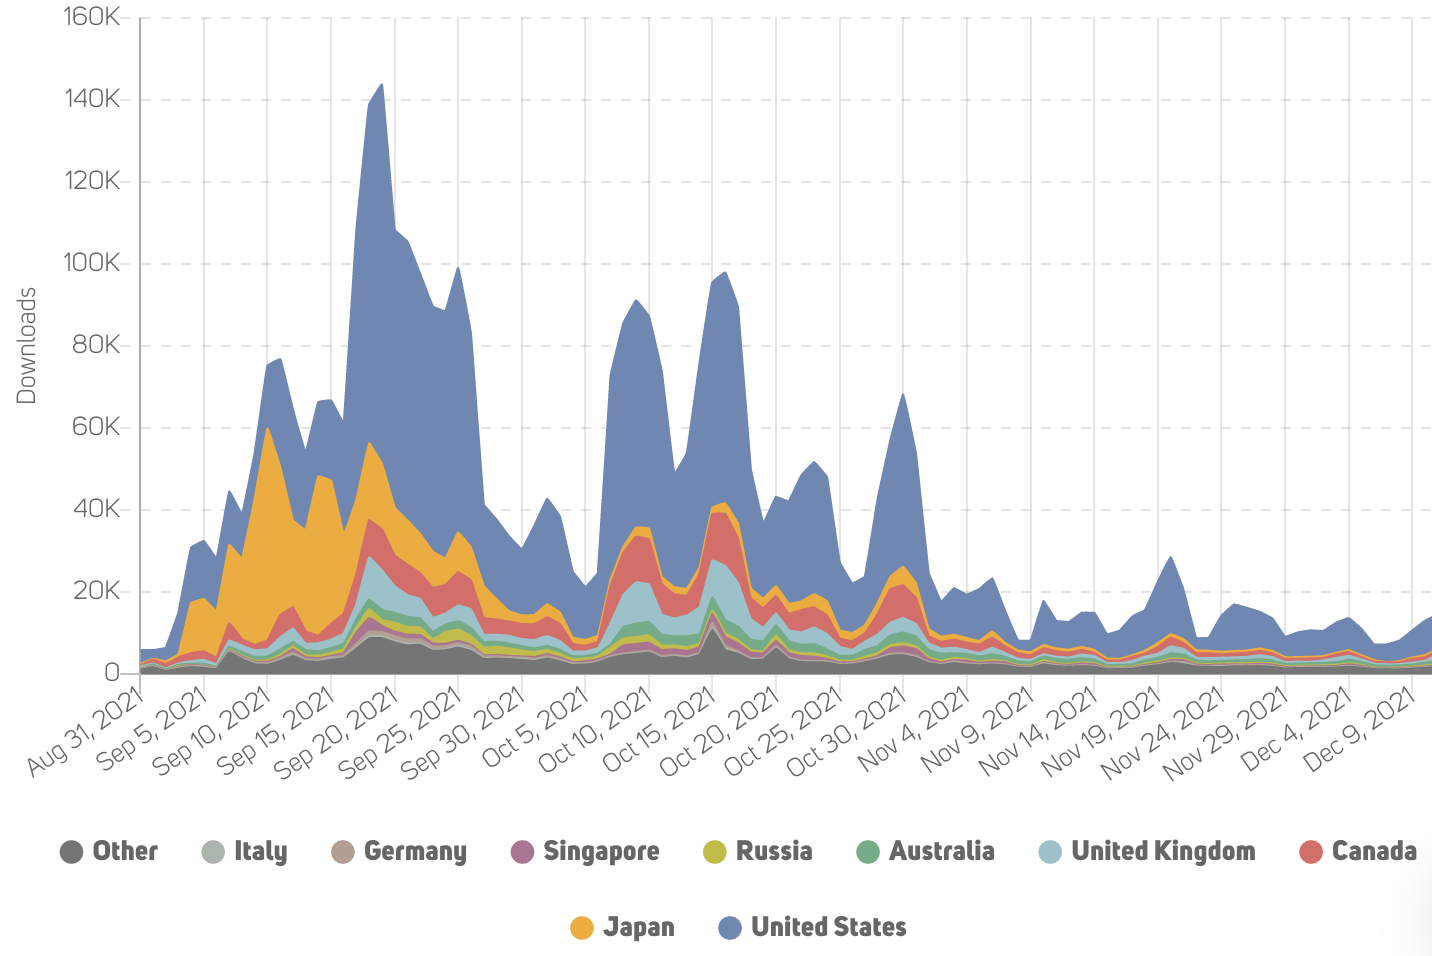 160K
140K
120K
100K
80K
60K
40K
20K
0
Downloads
Aug 31, 2021
Sep 5, 2021
Sep 10, 2021
Sep 15, 2021
Sep 20, 2021
Sep 25, 2021
Sep 30, 2021
Oct 5, 2021
Oct 10, 2021
Oct 15, 2021
Oct 20, 2021
Oct 25, 2021
Oct 30, 2021
Nov 4, 2021
Nov 9, 2021
Nov 14, 2021
Nov 19, 2021
Nov 24, 2021
Nov 29, 2021
Dec 4, 2021
Dec 9, 2021
Other Italy Germany Singapore Russia Australia United Kingdom Canada
Japan United States